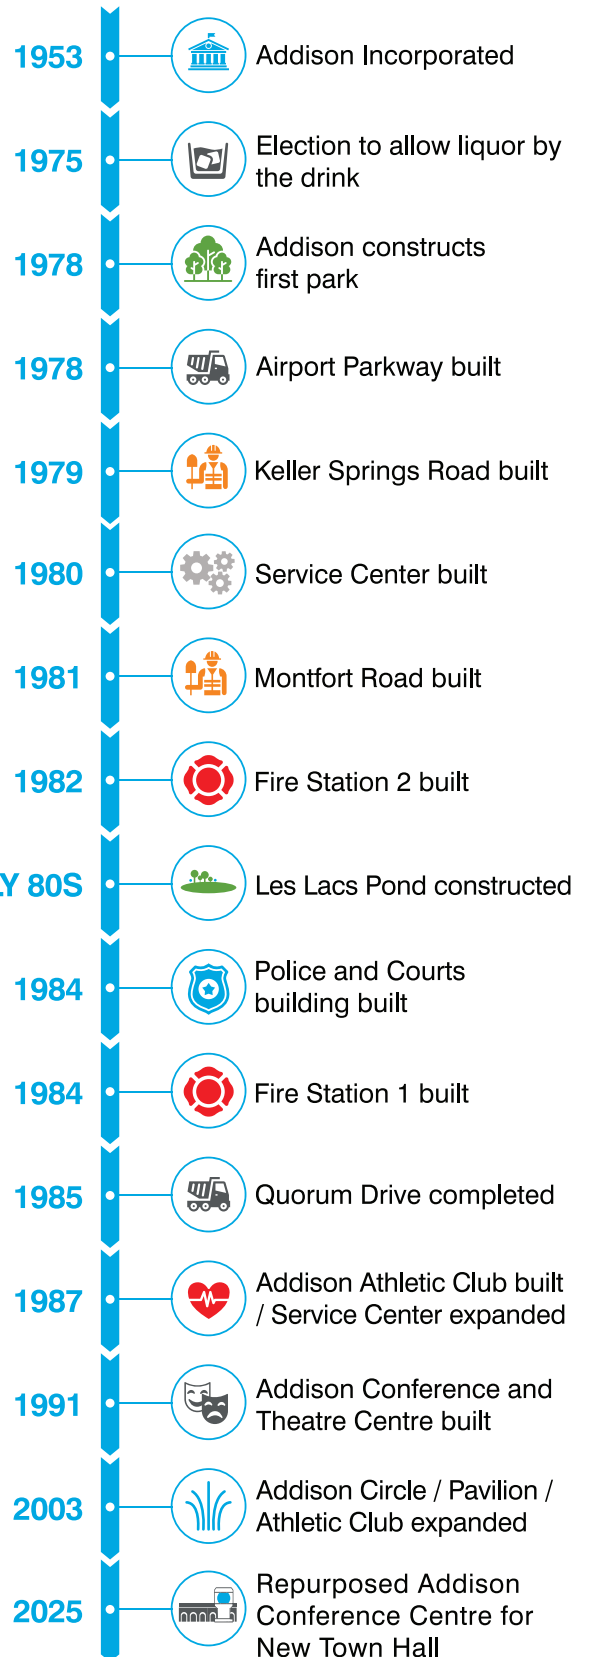 1953
Addison Incorporated
1975
Election to allow liquor by
the drink
1978
Addison constructs
first park
1978
Airport Parkway built
1979
Keller Springs Road built
1980
Service Center built
1981
Montfort Road built
1982
Fire Station 2 built
LY 80S
Les Lacs Pond constructed
1984
Police and Courts
building built
1984
Fire Station 1 built
1985
Quorum Drive completed
1987
Addison Athletic Club built
/ Service Center expanded
1991
Addison Conference and
Theatre Centre built
2003
Addison Circle / Pavilion /
Athletic Club expanded
2025
Repurposed Addison
Conference Centre for
New Town Hall